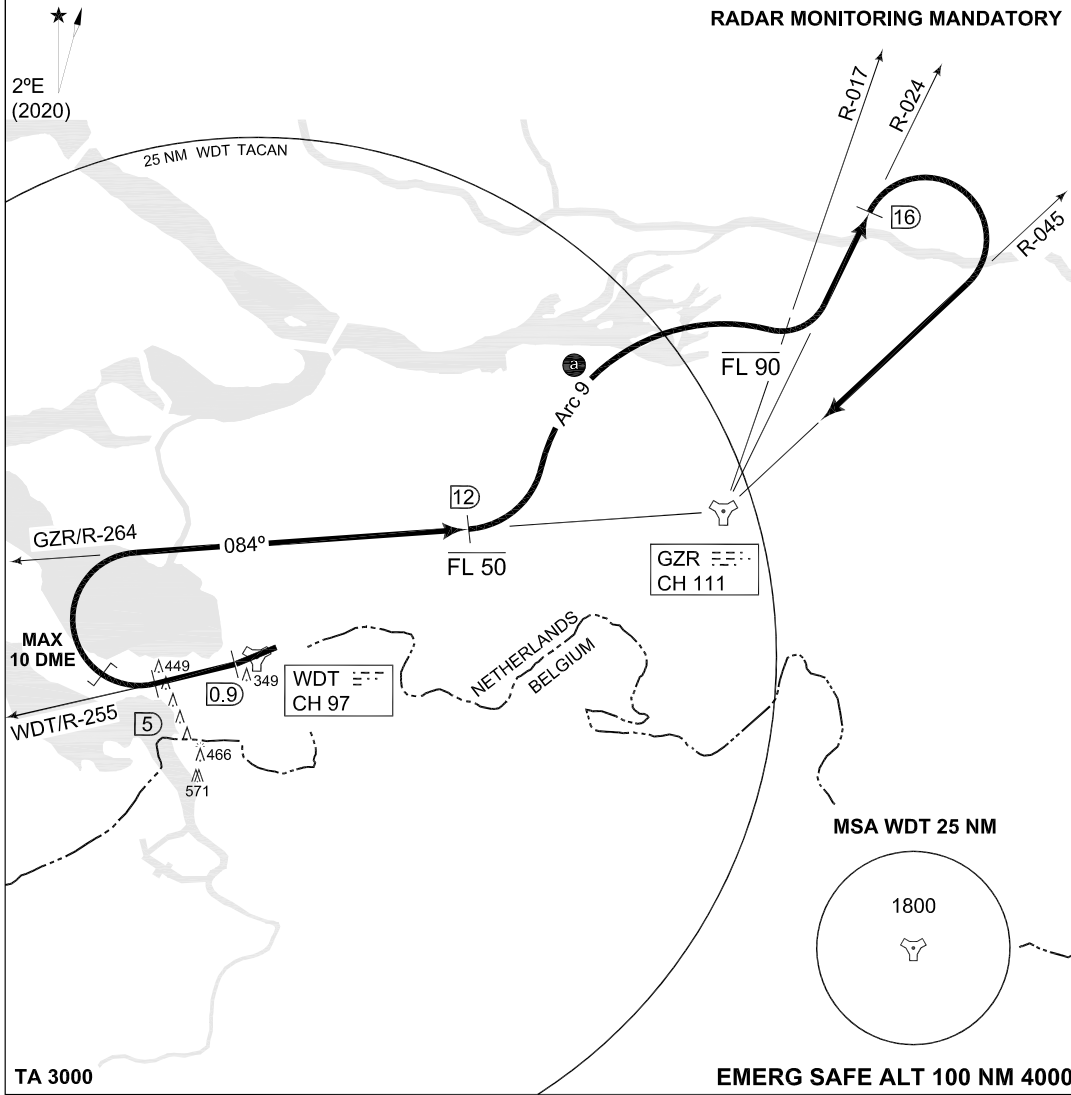 RADAR MONITORING MANDATORY
2ºE
(2020)
25 NM WDT TACAN
R-017
R-024
16
R-045
a
Arc 9
FL 90
12
GZR/R-264
084º
FL 50
GZR
CH 111
MAX
10 DME
449
0.9
349
WDT
CH 97
NETHERLANDS
BELGIUM
WDT/R-255
5
466
571
MSA WDT 25 NM
1800
TA 3000
EMERG SAFE ALT 100 NM 4000